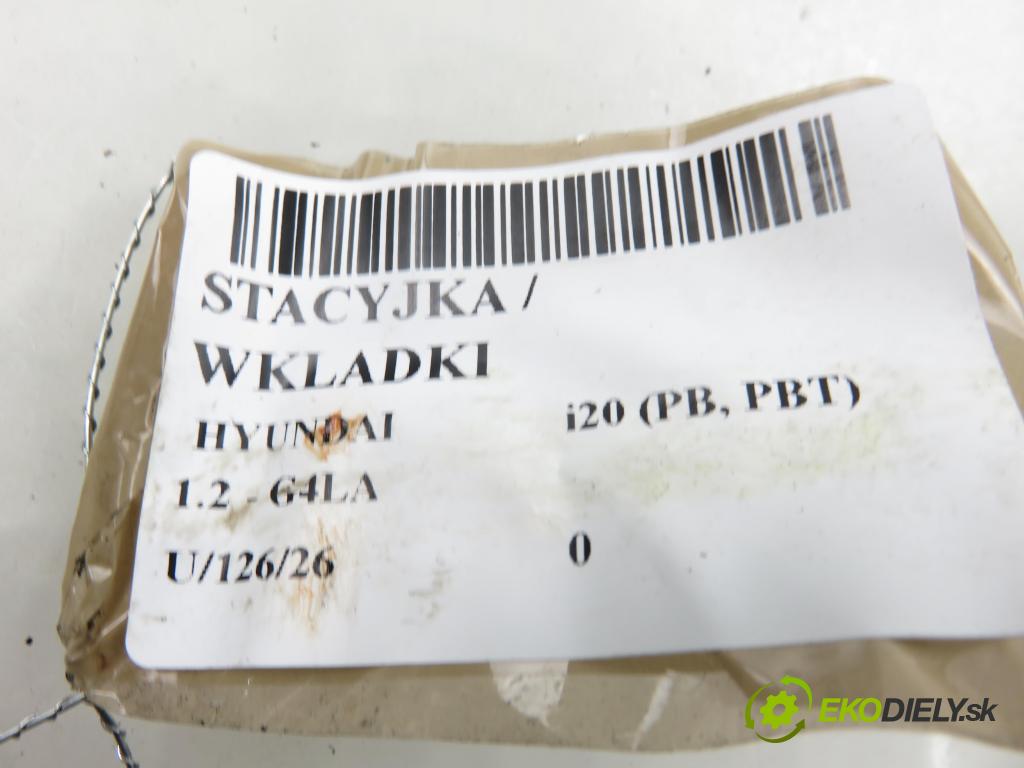 STACYJKA /
WKLADKI
HYUNDAI i20 (PB, PBT)
1.2 - G4LA
U/126/26 0
EKODIELY.sk